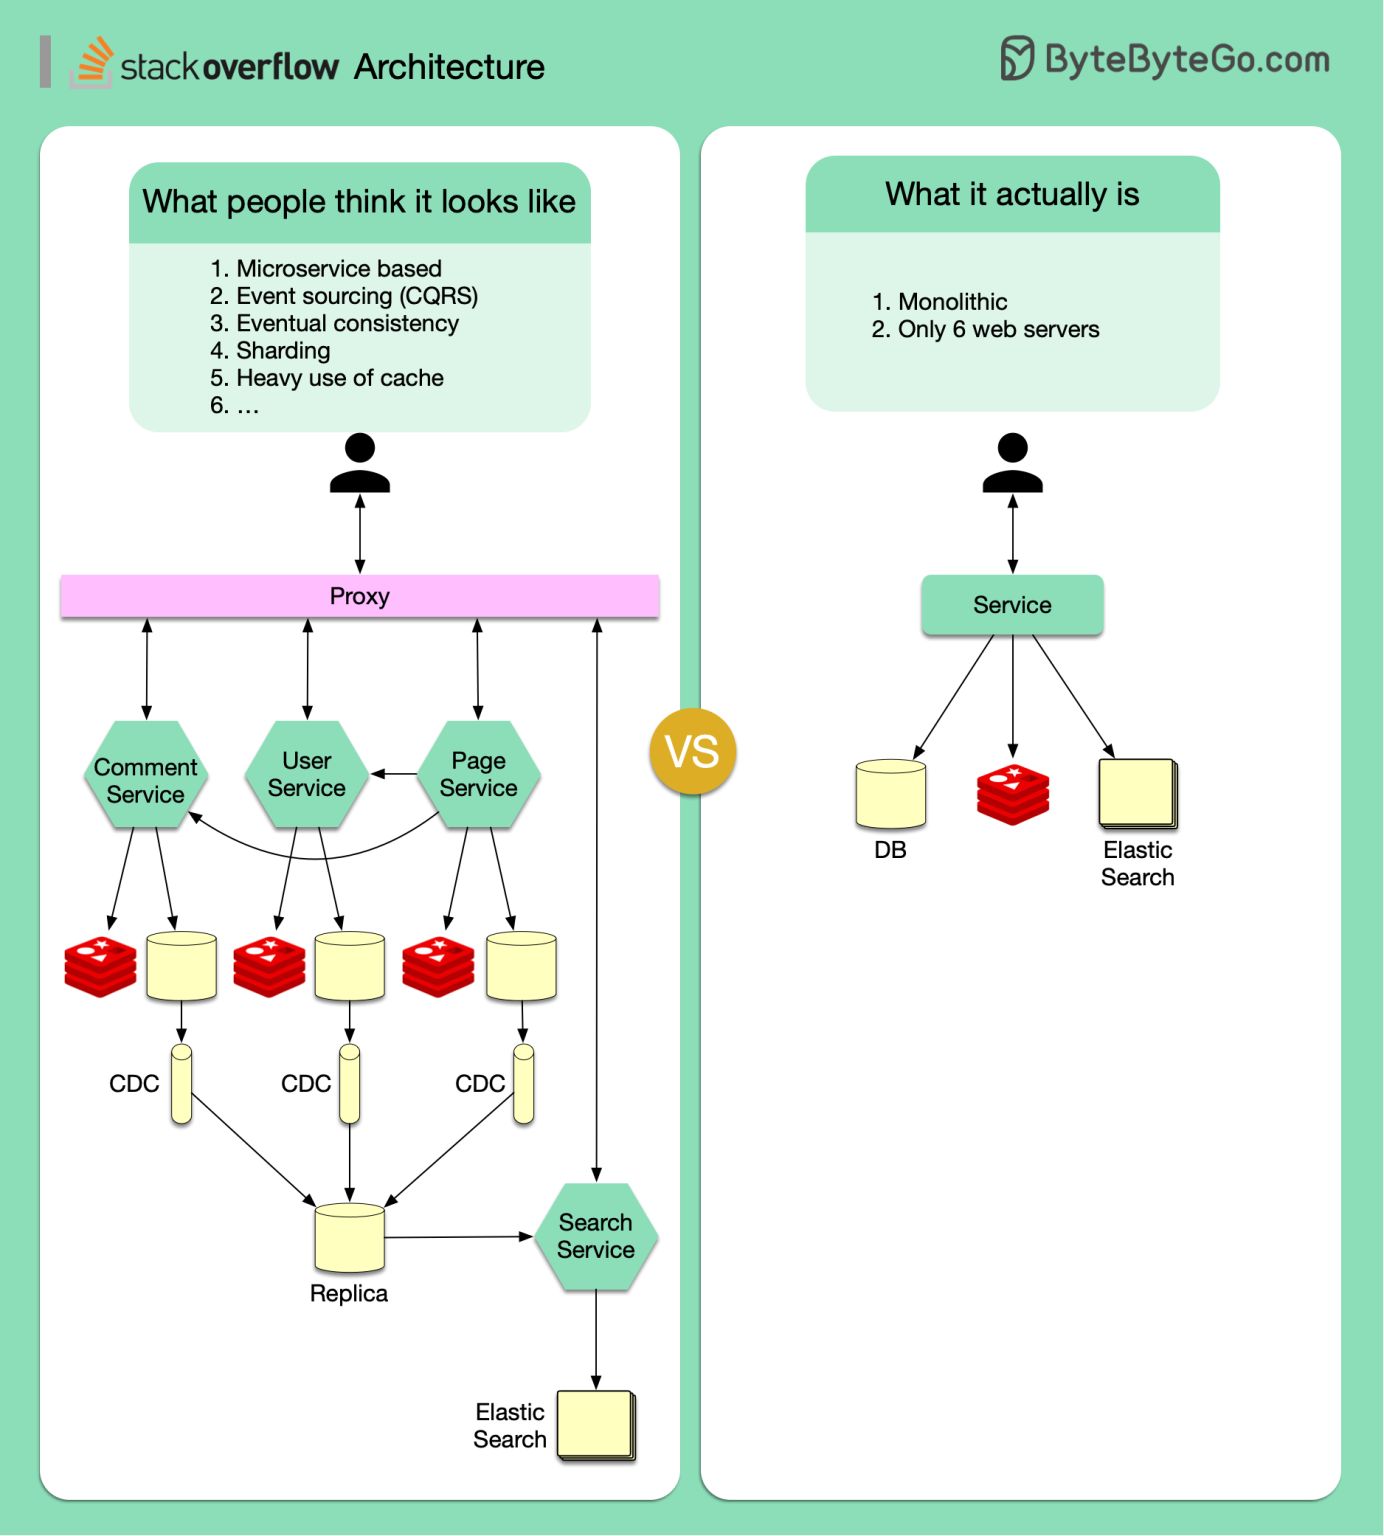 stackoverflow Architecture
ByteByteGo.com
What people think it looks like
1. Microservice based
2. Event sourcing (CQRS)
3. Eventual consistency
4. Sharding
5. Heavy use of cache
6. ...
Proxy
Comment
Service
User
Service
Page
Service
CDC
CDC
CDC
Replica
Search
Service
Elastic
Search
VS
What it actually is
1. Monolithic
2. Only 6 web servers
Service
DB
Elastic
Search